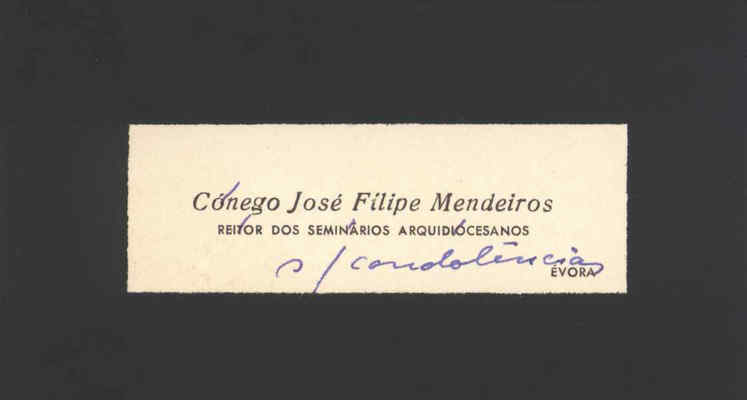 Cónego José Filipe Mendeiros
REITOR DOS SEMINÁRIOS ARQUIDIOCESANOS
s/condolências
ÉVORA